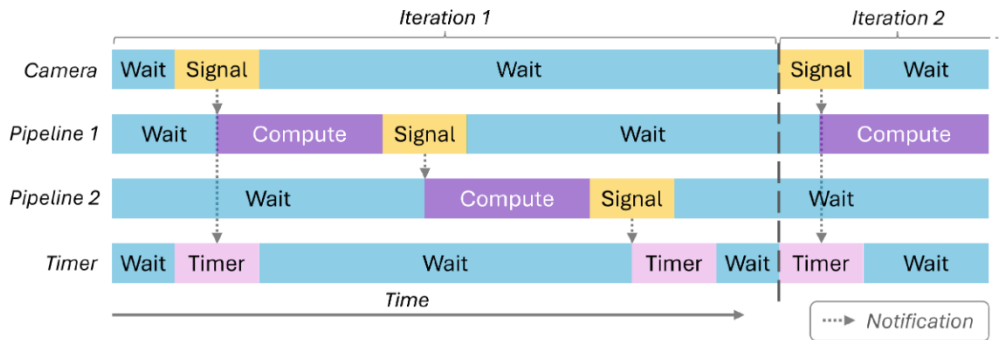 Iteration 1 Iteration 2
Camera Wait Signal Wait Signal Wait
Pipeline 1 Wait Compute Signal Wait Compute
Pipeline 2 Wait Compute Signal Wait
Timer Wait Timer Wait Timer Wait Timer Wait
Time
Notification